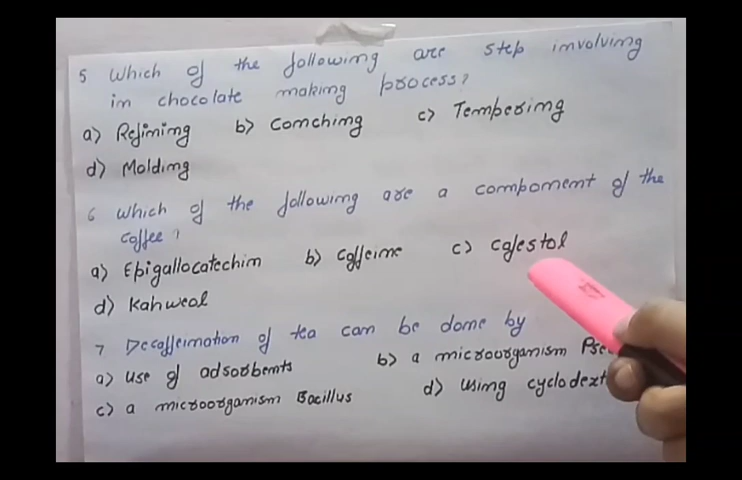 5 Which of the following are step involving
in chocolate making process?
a) Refining b) Conching c) Tempering
d) Molding
6 Which of the following are a component of the
coffee?
a) Epigallocatechin b) Caffeine c) Cafestol
d) Kahweol
7 Decaffeination of tea can be done by
a) use of adsorbents b) a microorganism
c) a microorganism Bacillus d) using